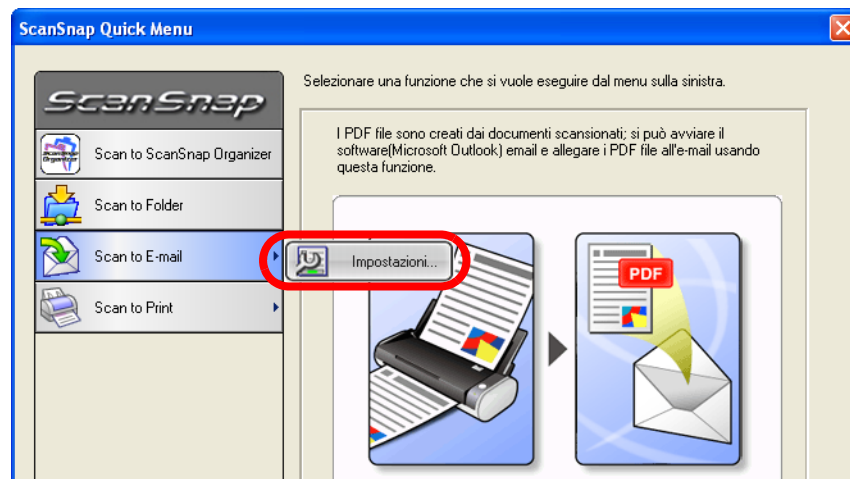 ScanSnap Quick Menu
ScanSnap
Selezionare una funzione che si vuole eseguire dal menu sulla sinistra.
Scan to ScanSnap Organizer
Scan to Folder
Scan to E-mail
Scan to Print
Impostazioni...
I PDF file sono creati dai documenti scansionati; si può avviare il
software(Microsoft Outlook) email e allegare i PDF file all'e-mail usando
questa funzione.
PDF